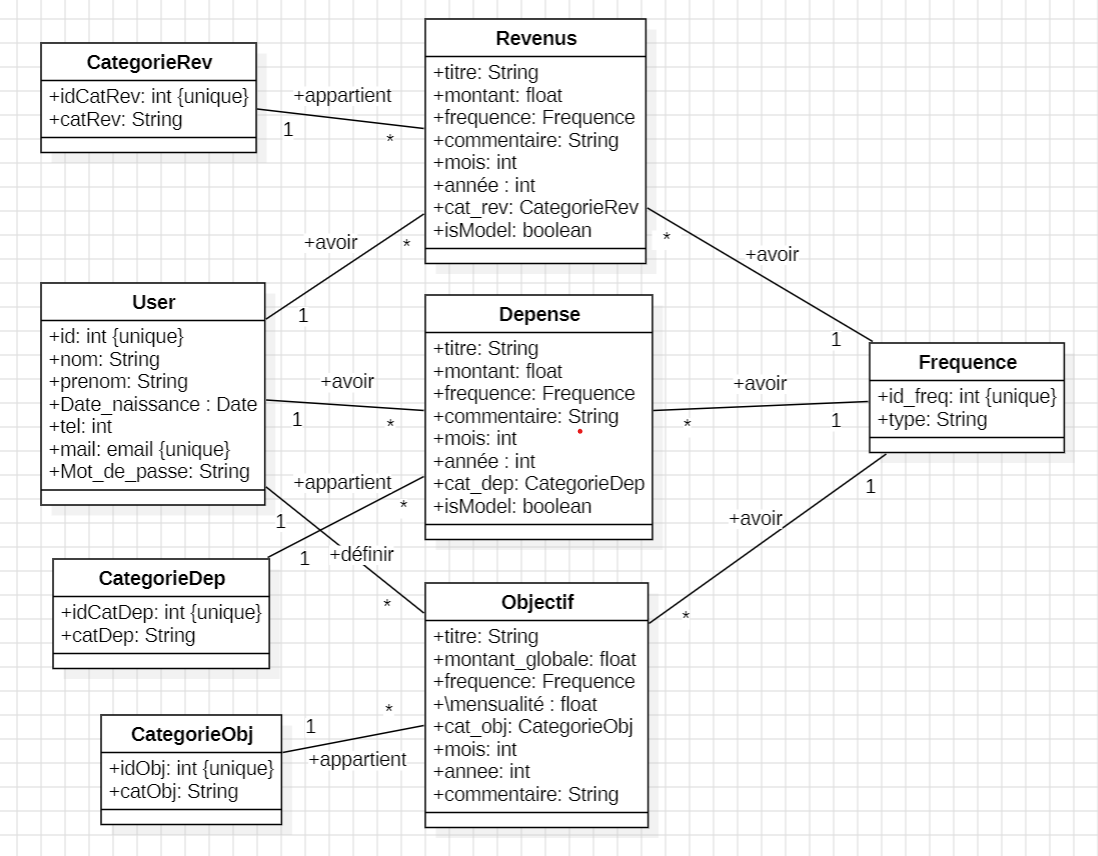 CategorieRev
+idCatRev: int {unique}
+catRev: String
+appartient
1
*
Revenus
+titre: String
+montant: float
+frequence: Frequence
+commentaire: String
+mois: int
+année : int
+cat_rev: CategorieRev
+isModel: boolean
+avoir
1
*
*
+avoir
1
User
+id: int {unique}
+nom: String
+prenom: String
+Date_naissance : Date
+tel: int
+mail: email {unique}
+Mot_de_passe: String
+avoir
1
*
Depense
+titre: String
+montant: float
+frequence: Frequence
+commentaire: String
+mois: int
+année : int
+cat_dep: CategorieDep
+isModel: boolean
+avoir
*
1
Frequence
+id_freq: int {unique}
+type: String
+appartient
*
1
1
+définir
*
+avoir
1
*
CategorieDep
+idCatDep: int {unique}
+catDep: String
Objectif
+titre: String
+montant_globale: float
+frequence: Frequence
+\mensualité : float
+cat_obj: CategorieObj
+mois: int
+annee: int
+commentaire: String
CategorieObj
+idObj: int {unique}
+catObj: String
1
*
+appartient